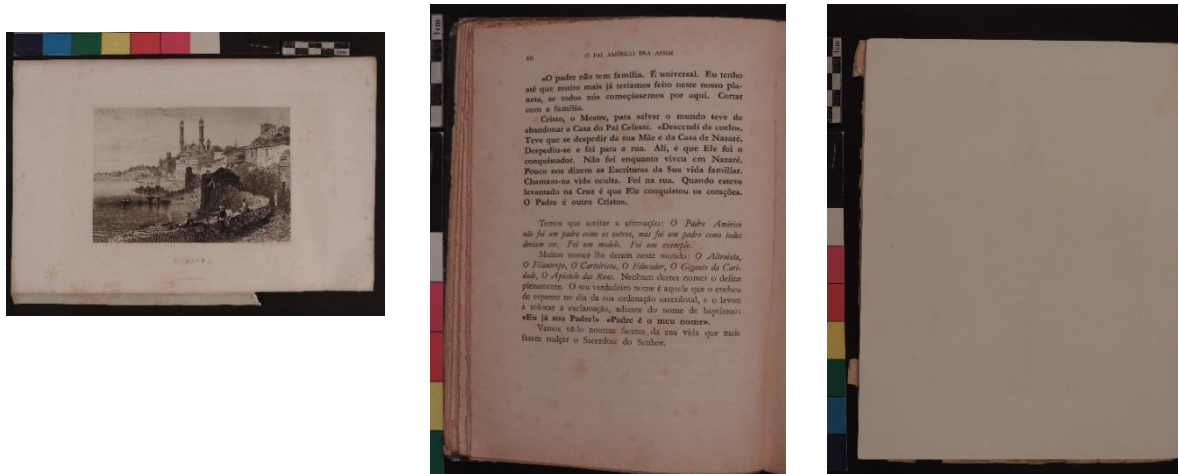 1cm
60 O PAI AMÉRICO ERA ASSIM
«O padre não tem família. É universal. Eu tenho
até que muito mais já teríamos feito neste nosso pla-
neta, se todos nós começássemos por aqui. Cortar
com a família.
Cristo, o Mestre, para salvar o mundo teve de
abandonar a Casa do Pai Celeste. «Descendi de coelo».
Teve que se despedir da sua Mãe e da Casa de Nazaré.
Despediu-se e foi para a rua. Ali, é que Ele foi o
conquistador. Não foi enquanto viveu em Nazaré.
Pouco nos dizem as Escrituras da Sua vida familiar.
Chamam-na vida oculta. Foi na rua. Quando esteve
levantado na Cruz é que Ele conquistou os corações.
O Padre é outro Cristo».
Temos que aceitar a afirmação: O Padre Américo
não foi um padre como os outros, mas foi um padre como todos
deviam ser. Foi um modelo. Foi um exemplo.
Muitos nomes lhe deram neste mundo: O Altruísta,
O Filantropo, O Caritativa, O Educador, O Gigante da Cari-
dade, O Apóstolo das Ruas. Nenhum destes nomes o define
plenamente. O seu verdadeiro nome é aquele que o encheu
de espanto no dia da sua ordenação sacerdotal, e o levou
a colocar a exclamação, adiante do nome de baptismo:
«Eu já sou Padre!» «Padre é o meu nome».
Vamos vê-lo noutras facetas da sua vida que mais
fazem realçar o Sacerdote do Senhor.